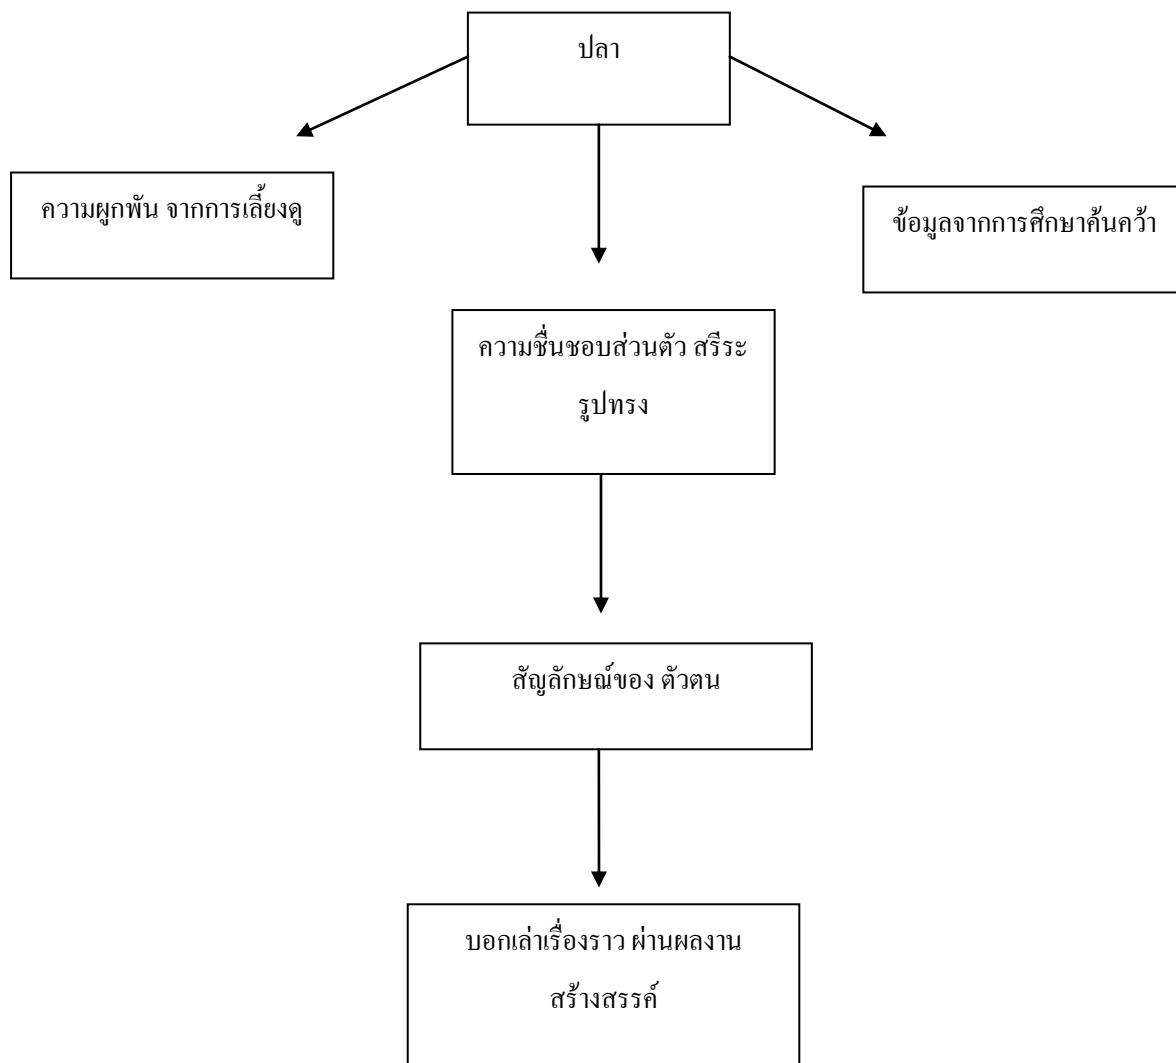 ปลา
ความผูกพัน จากการเลี้ยงดู
ข้อมูลจากการศึกษาค้นคว้า
ความชื่นชอบส่วนตัว สรีระ
รูปทรง
สัญลักษณ์ของ ตัวตน
บอกเล่าเรื่องราว ผ่านผลงาน
สร้างสรรค์